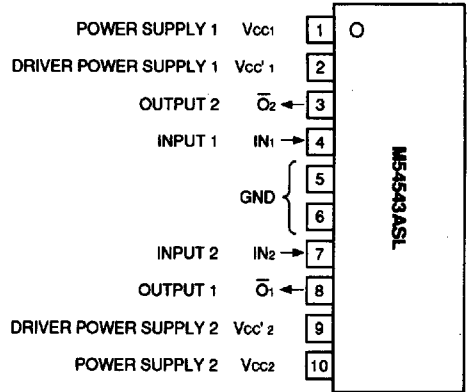 POWER SUPPLY 1 Vcc1 1
DRIVER POWER SUPPLY 1 Vcc' 1 2
OUTPUT 2 O̅2 3
INPUT 1 IN1 4
5
GND
6
INPUT 2 IN2 7
OUTPUT 1 O̅1 8
DRIVER POWER SUPPLY 2 Vcc' 2 9
POWER SUPPLY 2 Vcc2 10
M54543ASL